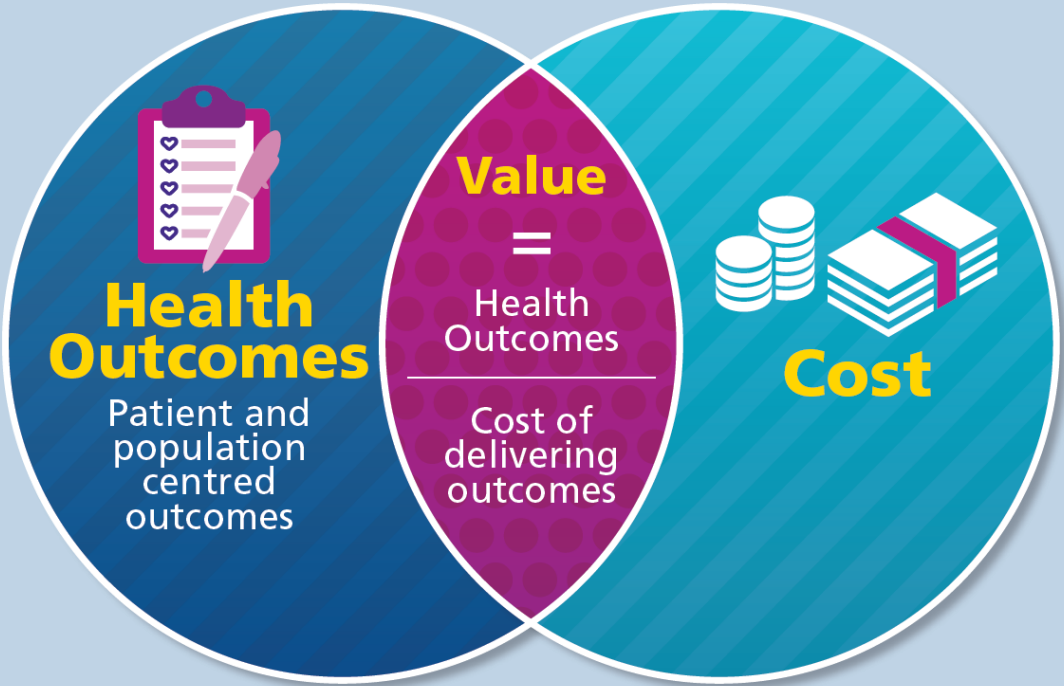 Health
Outcomes
Patient and
population
centred
outcomes
Value
=
Health
Outcomes
Cost of
delivering
outcomes
Cost